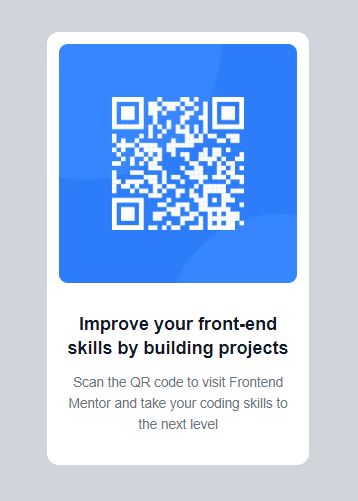 Improve your front-end
skills by building projects
Scan the QR code to visit Frontend
Mentor and take your coding skills to
the next level